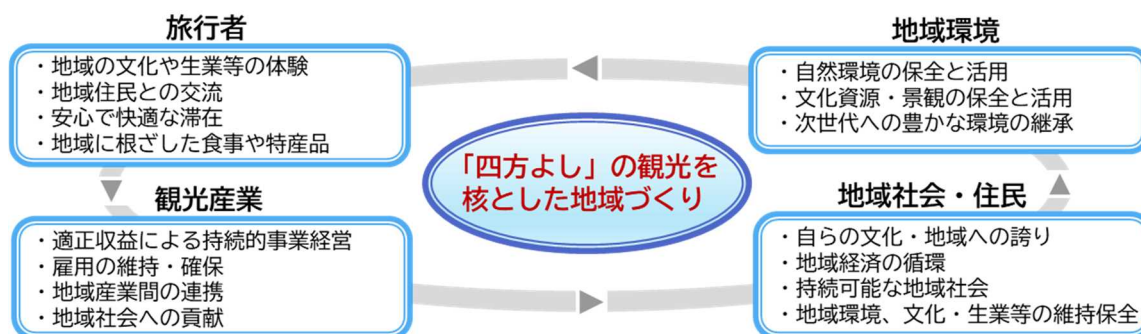 旅行者
・地域の文化や生業等の体験
・地域住民との交流
・安心で快適な滞在
・地域に根ざした食事や特産品
地域環境
・自然環境の保全と活用
・文化資源・景観の保全と活用
・次世代への豊かな環境の継承
「四方よし」の観光を
核とした地域づくり
観光産業
・適正収益による持続的事業経営
・雇用の維持・確保
・地域産業間の連携
・地域社会への貢献
地域社会・住民
・自らの文化・地域への誇り
・地域経済の循環
・持続可能な地域社会
・地域環境、文化・生業等の維持保全